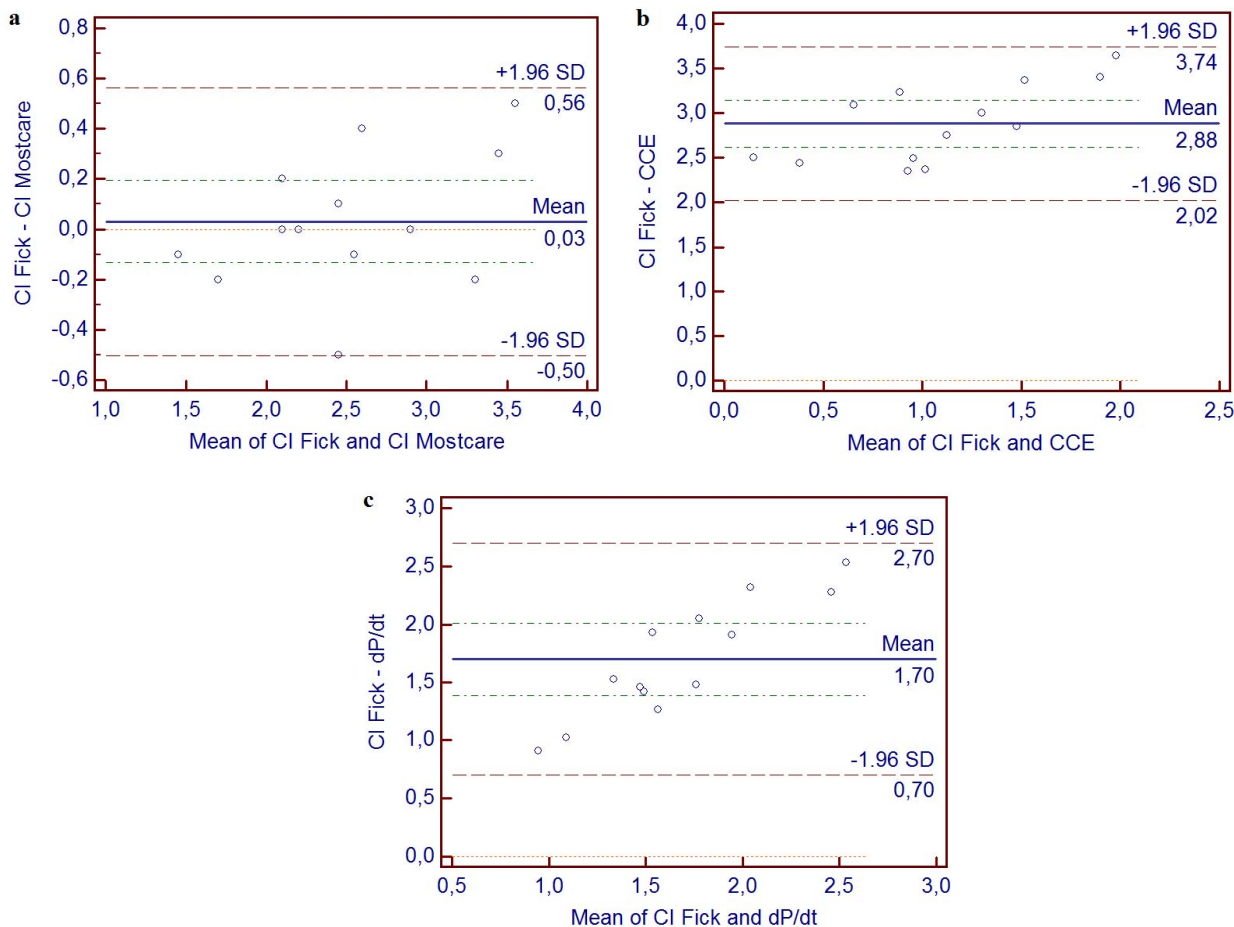 a
0,8
0,6
0,4
0,2
0,0
-0,2
-0,4
-0,6
CI Fick - CI Mostcare
+1.96 SD
0,56
Mean
0,03
-1.96 SD
-0,50
1,0 1,5 2,0 2,5 3,0 3,5 4,0
Mean of CI Fick and CI Mostcare
b
4,0
3,5
3,0
2,5
2,0
1,5
1,0
0,5
0,0
CI Fick - CCE
+1.96 SD
3,74
Mean
2,88
-1.96 SD
2,02
0,0 0,5 1,0 1,5 2,0 2,5
Mean of CI Fick and CCE
c
3,0
2,5
2,0
1,5
1,0
0,5
0,0
CI Fick - dP/dt
+1.96 SD
2,70
Mean
1,70
-1.96 SD
0,70
0,5 1,0 1,5 2,0 2,5 3,0
Mean of CI Fick and dP/dt